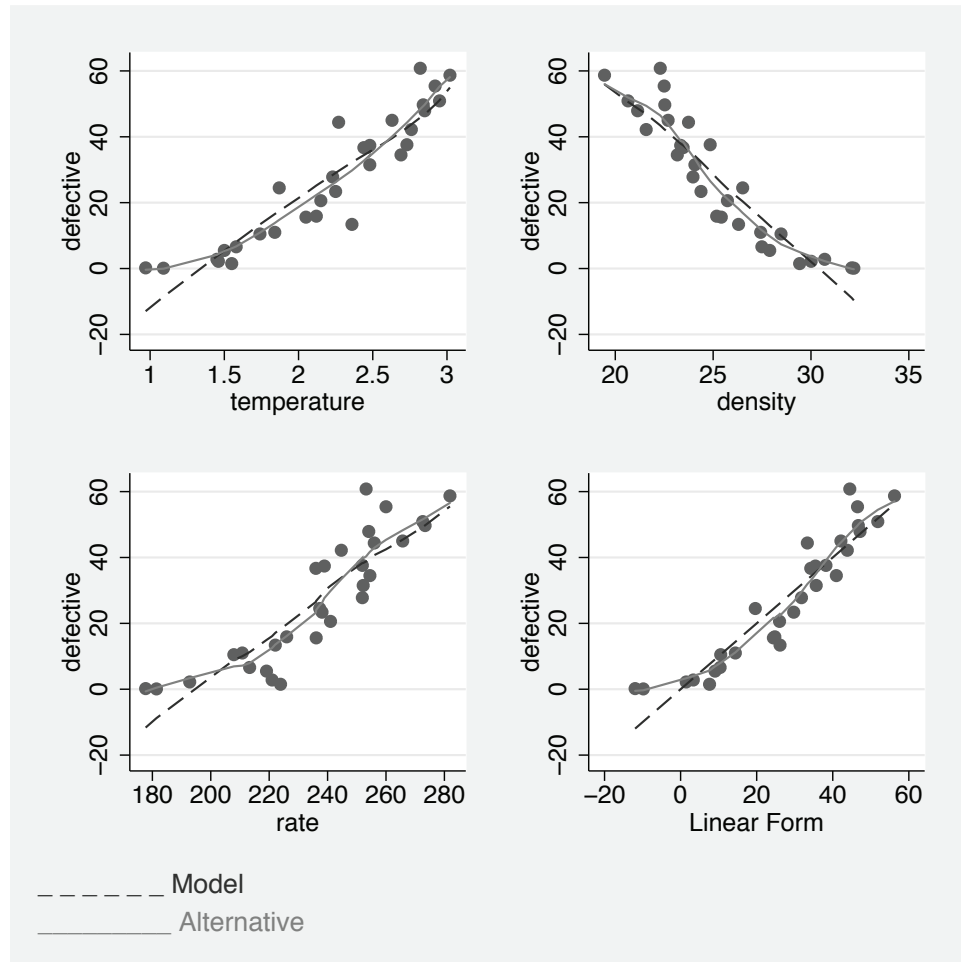 defective
60
40
20
0
−20
1 1.5 2 2.5 3
temperature
defective
60
40
20
0
−20
20 25 30 35
density
defective
60
40
20
0
−20
180 200 220 240 260 280
rate
defective
60
40
20
0
−20
−20 0 20 40 60
Linear Form
_ _ _ _ _ _ Model
_________ Alternative